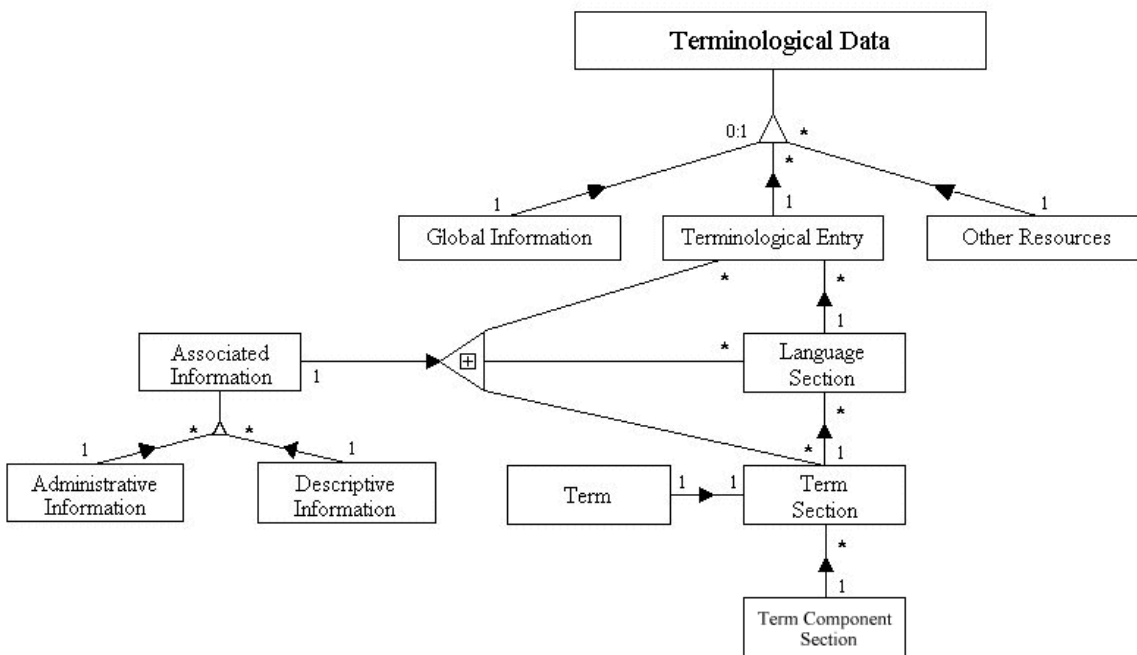 Terminological Data
0:1
*
*
1
1
1
Global Information
Terminological Entry
Other Resources
*
*
1
Associated
Information
1
*
Language
Section
*
*
*
1
*
*
1
1
Administrative
Information
Descriptive
Information
Term
1
1
Term
Section
*
1
Term Component
Section